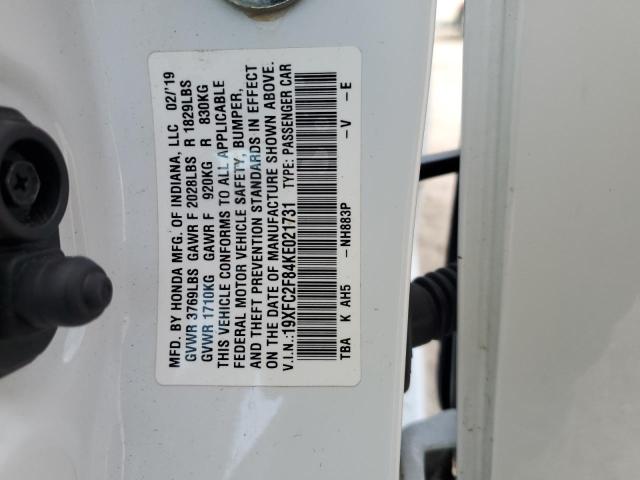 MFD. BY HONDA MFG. OF INDIANA, LLC 02/'19
GVWR 3769LBS GAWR F 2028LBS R 1829LBS
GVWR 1710KG GAWR F 920KG R 830KG
THIS VEHICLE CONFORMS TO ALL APPLICABLE
FEDERAL MOTOR VEHICLE SAFETY, BUMPER,
AND THEFT PREVENTION STANDARDS IN EFFECT
ON THE DATE OF MANUFACTURE SHOWN ABOVE.
V.I.N.:19XFC2F84KE021731 TYPE: PASSENGER CAR
TBA K AH5 -NH883P -V -E